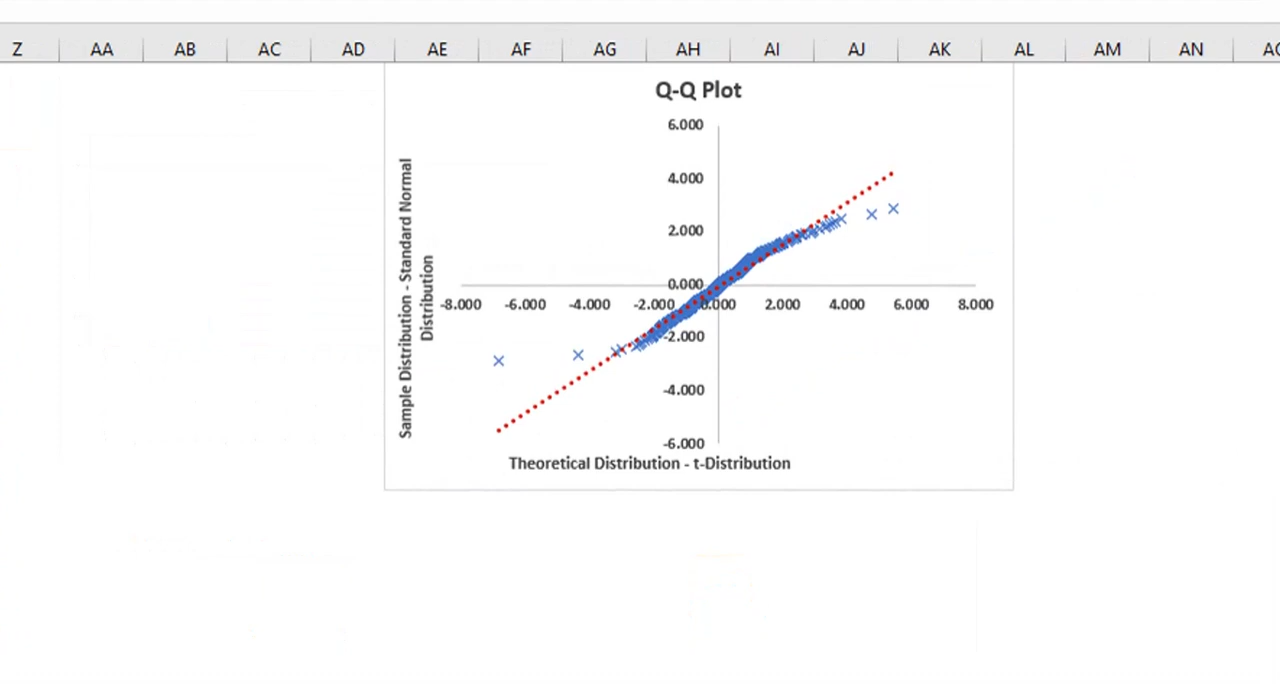 Z AA AB AC AD AE AF AG AH AI AJ AK AL AM AN
Q-Q Plot
6.000
4.000
2.000
0.000
-8.000 -6.000 -4.000 -2.000 0.000 2.000 4.000 6.000 8.000
-2.000
-4.000
-6.000
Sample Distribution - Standard Normal
Distribution
Theoretical Distribution - t-Distribution